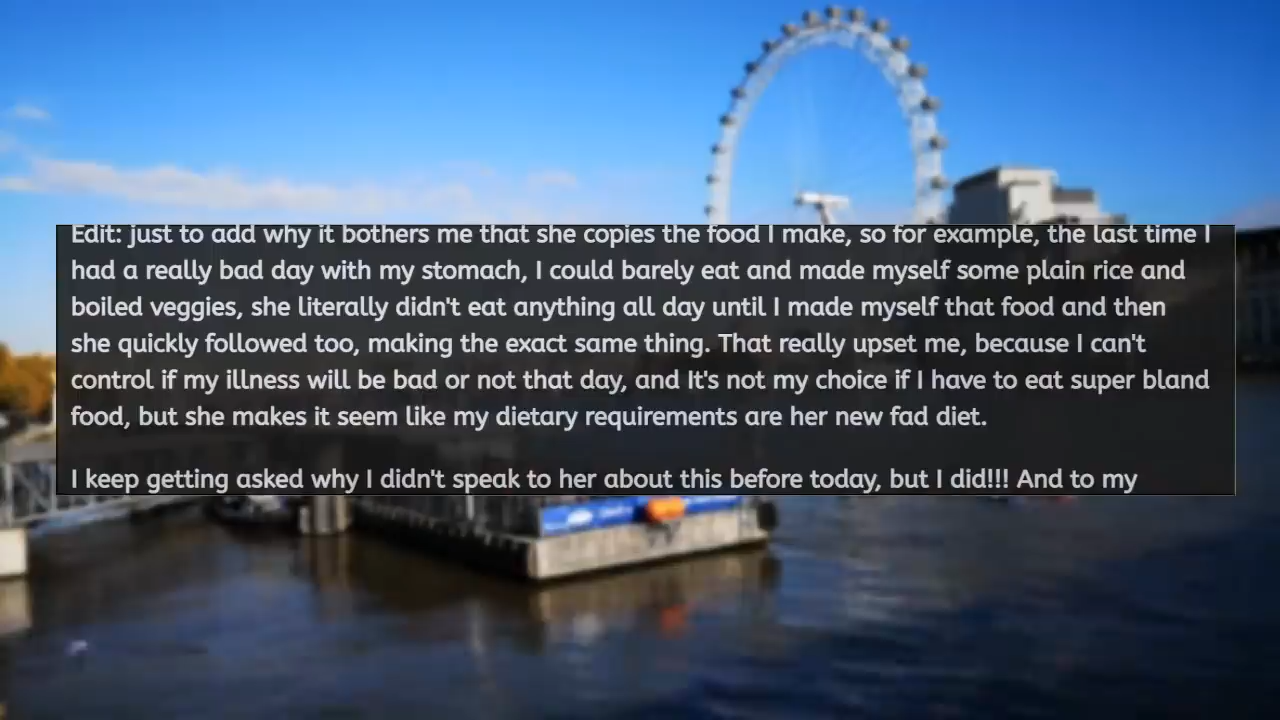 Edit: just to add why it bothers me that she copies the food I make, so for example, the last time I
had a really bad day with my stomach, I could barely eat and made myself some plain rice and
boiled veggies, she literally didn't eat anything all day until I made myself that food and then
she quickly followed too, making the exact same thing. That really upset me, because I can't
control if my illness will be bad or not that day, and It's not my choice if I have to eat super bland
food, but she makes it seem like my dietary requirements are her new fad diet.
I keep getting asked why I didn't speak to her about this before today, but I did!!! And to my